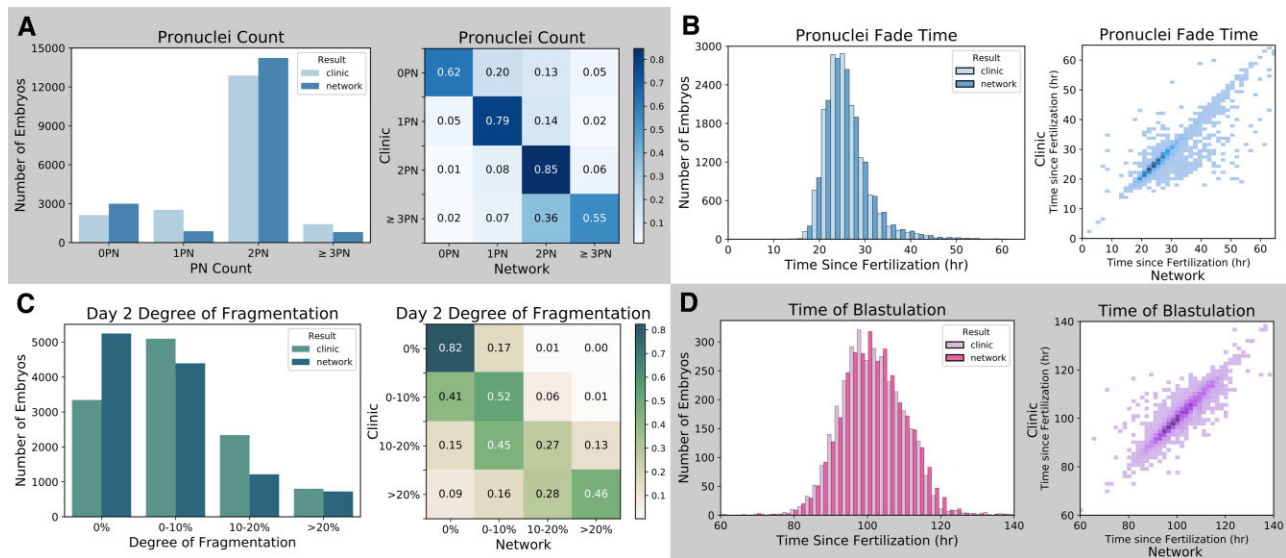 A
Pronuclei Count
15000
12000
9000
6000
3000
0
Number of Embryos
Result
clinic
network
0PN
1PN
2PN
≥ 3PN
PN Count
Pronuclei Count
Clinic
0PN
1PN
2PN
≥ 3PN
0.62 0.20 0.13 0.05
0.05 0.79 0.14 0.02
0.01 0.08 0.85 0.06
0.02 0.07 0.36 0.55
0PN 1PN 2PN ≥ 3PN
Network
0.8
0.7
0.6
0.5
0.4
0.3
0.2
0.1
B
Pronuclei Fade Time
3000
2400
1800
1200
600
0
Number of Embryos
Result
clinic
network
0 10 20 30 40 50 60
Time Since Fertilization (hr)
Pronuclei Fade Time
Clinic
Time since Fertilization (hr)
60
50
40
30
20
10
0
0 10 20 30 40 50 60
Time since Fertilization (hr)
Network
C
Day 2 Degree of Fragmentation
5000
4000
3000
2000
1000
0
Number of Embryos
Result
clinic
network
0% 0-10% 10-20% >20%
Degree of Fragmentation
Day 2 Degree of Fragmentation
Clinic
0%
0-10%
10-20%
>20%
0.82 0.17 0.01 0.00
0.41 0.52 0.06 0.01
0.15 0.45 0.27 0.13
0.09 0.16 0.28 0.46
0% 0-10% 10-20% >20%
Network
0.8
0.7
0.6
0.5
0.4
0.3
0.2
0.1
D
Time of Blastulation
300
200
100
0
Number of Embryos
Result
clinic
network
60 80 100 120 140
Time Since Fertilization (hr)
Time of Blastulation
Clinic
Time since Fertilization (hr)
140
120
100
80
60
60 80 100 120 140
Time since Fertilization (hr)
Network